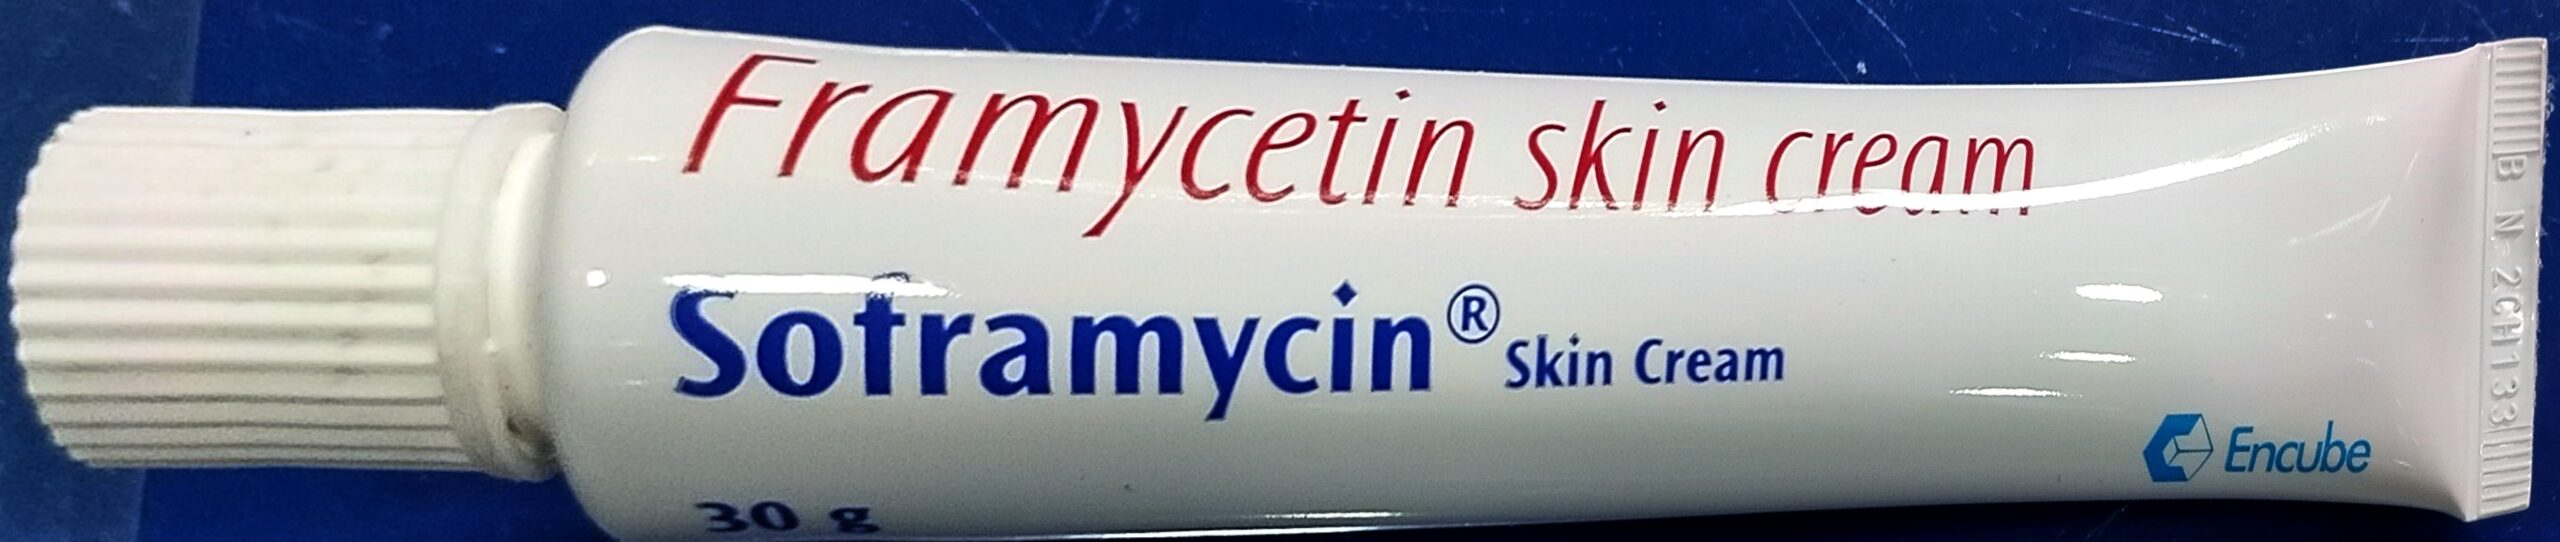 Framycetin skin cream
Soframycin® Skin Cream
30 g
Encube
B N 2CH133